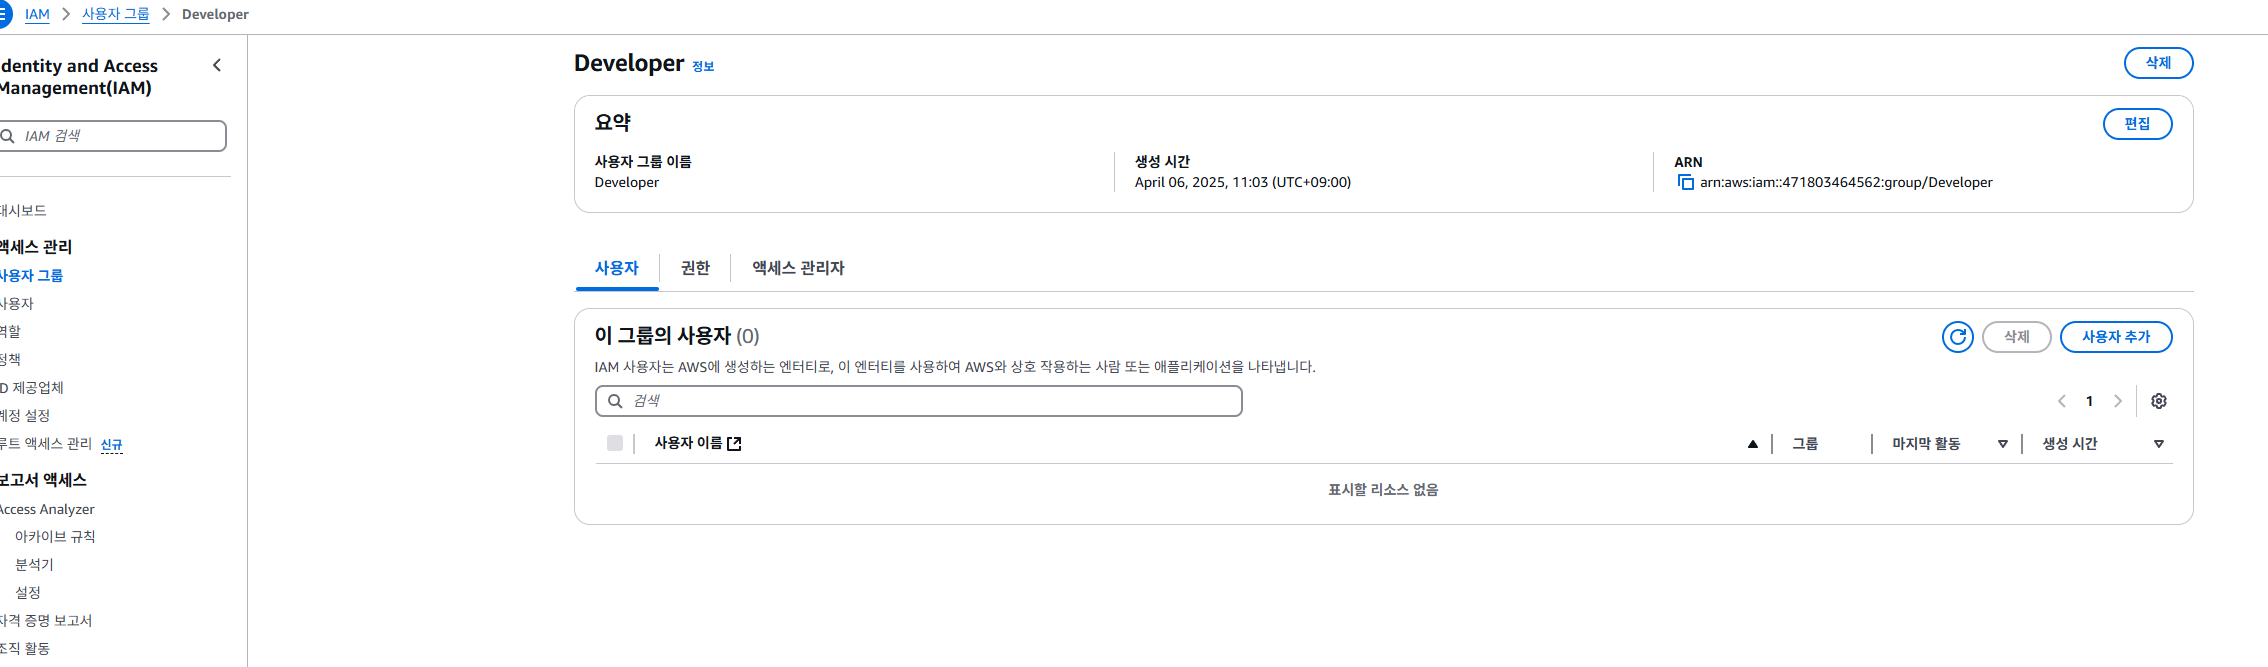 IAM > 사용자 그룹 > Developer
dentity and Access
Management(IAM)
IAM 검색
대시보드
액세스 관리
사용자 그룹
사용자
역할
정책
ID 제공업체
계정 설정
루트 액세스 관리 신규
보고서 액세스
Access Analyzer
아카이브 규칙
분석기
설정
자격 증명 보고서
조직 활동
Developer 정보
삭제
요약
편집
사용자 그룹 이름
Developer
생성 시간
April 06, 2025, 11:03 (UTC+09:00)
ARN
arn:aws:iam::471803464562:group/Developer
사용자
권한
액세스 관리자
이 그룹의 사용자 (0)
삭제
사용자 추가
IAM 사용자는 AWS에 생성하는 엔터티로, 이 엔터티를 사용하여 AWS와 상호 작용하는 사람 또는 애플리케이션을 나타냅니다.
검색
1
사용자 이름
그룹
마지막 활동
생성 시간
표시할 리소스 없음